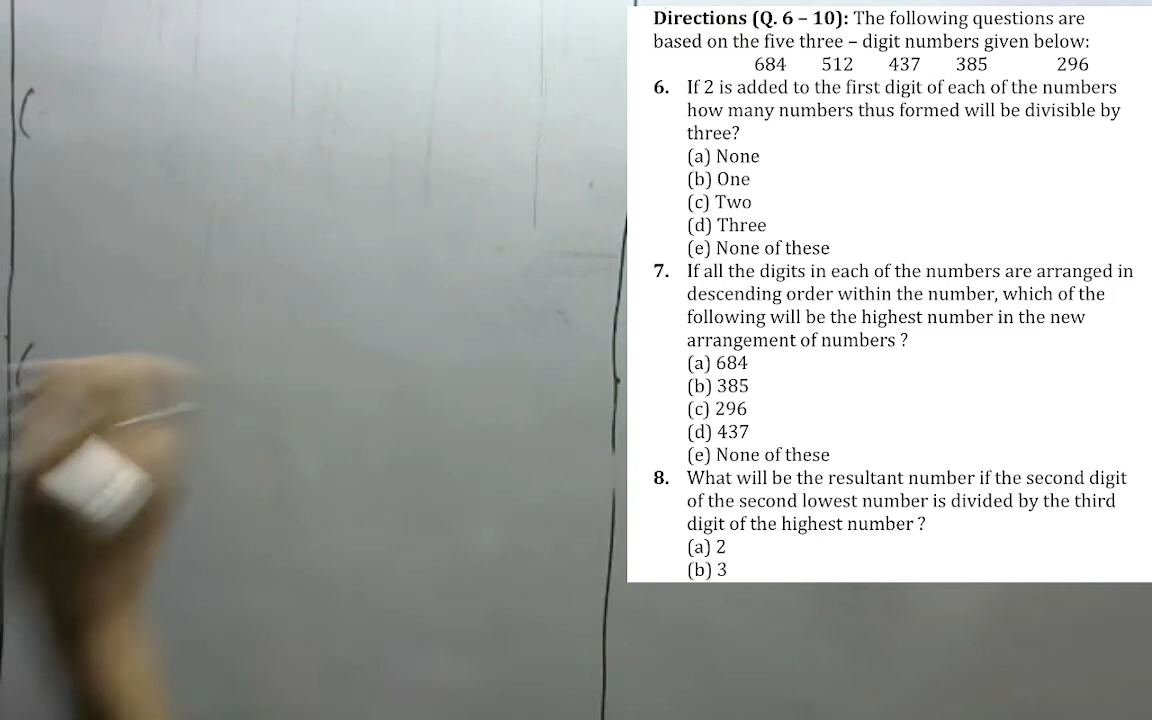 Directions (Q. 6 – 10): The following questions are
based on the five three – digit numbers given below:
684 512 437 385 296
6. If 2 is added to the first digit of each of the numbers
how many numbers thus formed will be divisible by
three?
(a) None
(b) One
(c) Two
(d) Three
(e) None of these
7. If all the digits in each of the numbers are arranged in
descending order within the number, which of the
following will be the highest number in the new
arrangement of numbers ?
(a) 684
(b) 385
(c) 296
(d) 437
(e) None of these
8. What will be the resultant number if the second digit
of the second lowest number is divided by the third
digit of the highest number ?
(a) 2
(b) 3